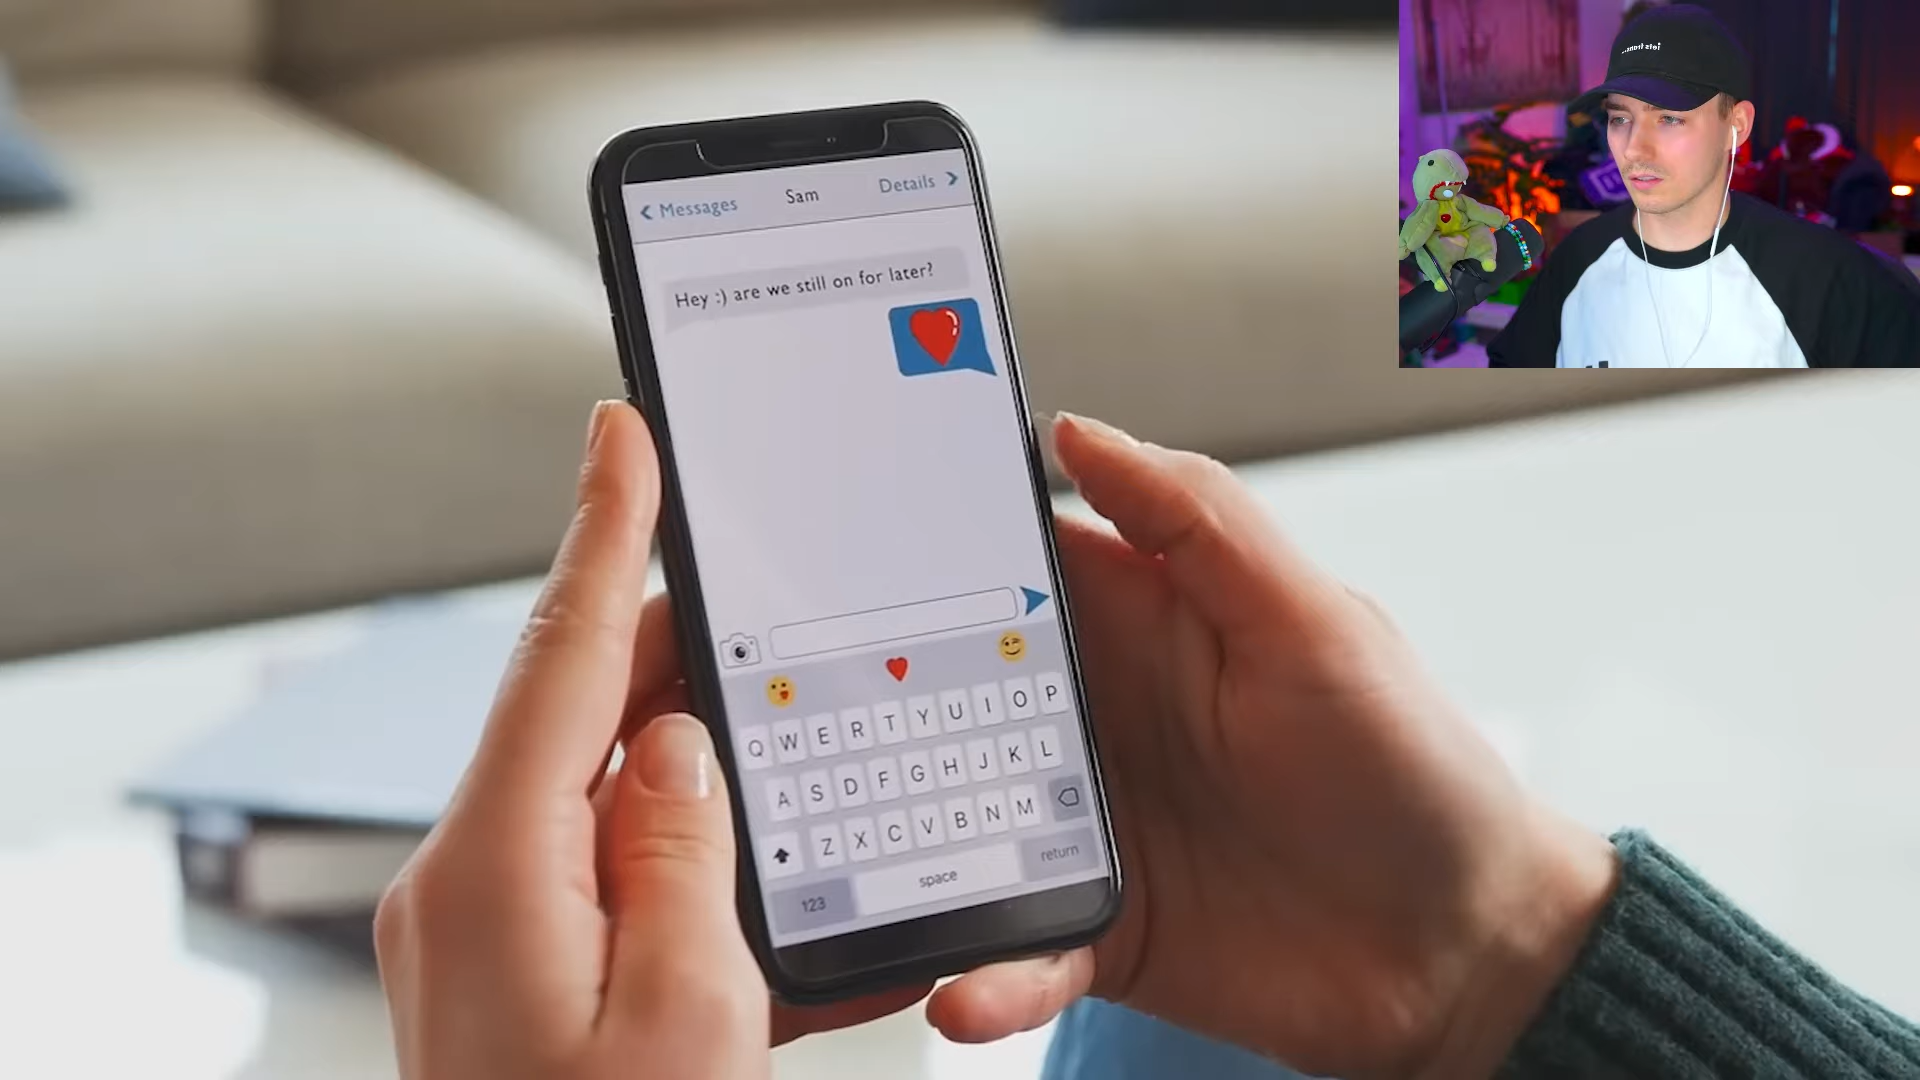 Messages
Sam
Details
Hey :) are we still on for later?
Q W E R T Y U I O P
A S D F G H J K L
Z X C V B N M
123
space
return